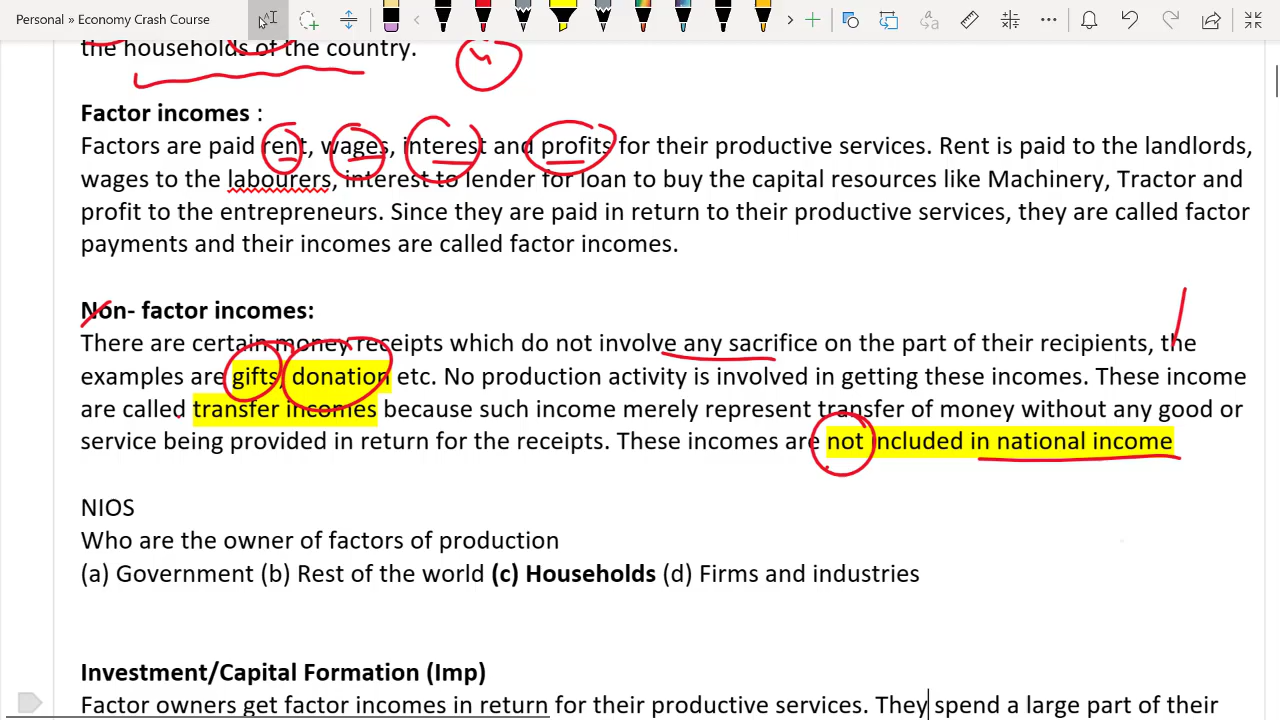 Personal » Economy Crash Course
the households of the country.
4
Factor incomes :
Factors are paid rent, wages, interest and profits for their productive services. Rent is paid to the landlords,
wages to the labourers, interest to lender for loan to buy the capital resources like Machinery, Tractor and
profit to the entrepreneurs. Since they are paid in return to their productive services, they are called factor
payments and their incomes are called factor incomes.
Non- factor incomes:
There are certain money receipts which do not involve any sacrifice on the part of their recipients, the
examples are gifts, donation etc. No production activity is involved in getting these incomes. These income
are called transfer incomes because such income merely represent transfer of money without any good or
service being provided in return for the receipts. These incomes are not included in national income
NIOS
Who are the owner of factors of production
(a) Government (b) Rest of the world (c) Households (d) Firms and industries
Investment/Capital Formation (Imp)
Factor owners get factor incomes in return for their productive services. They spend a large part of their